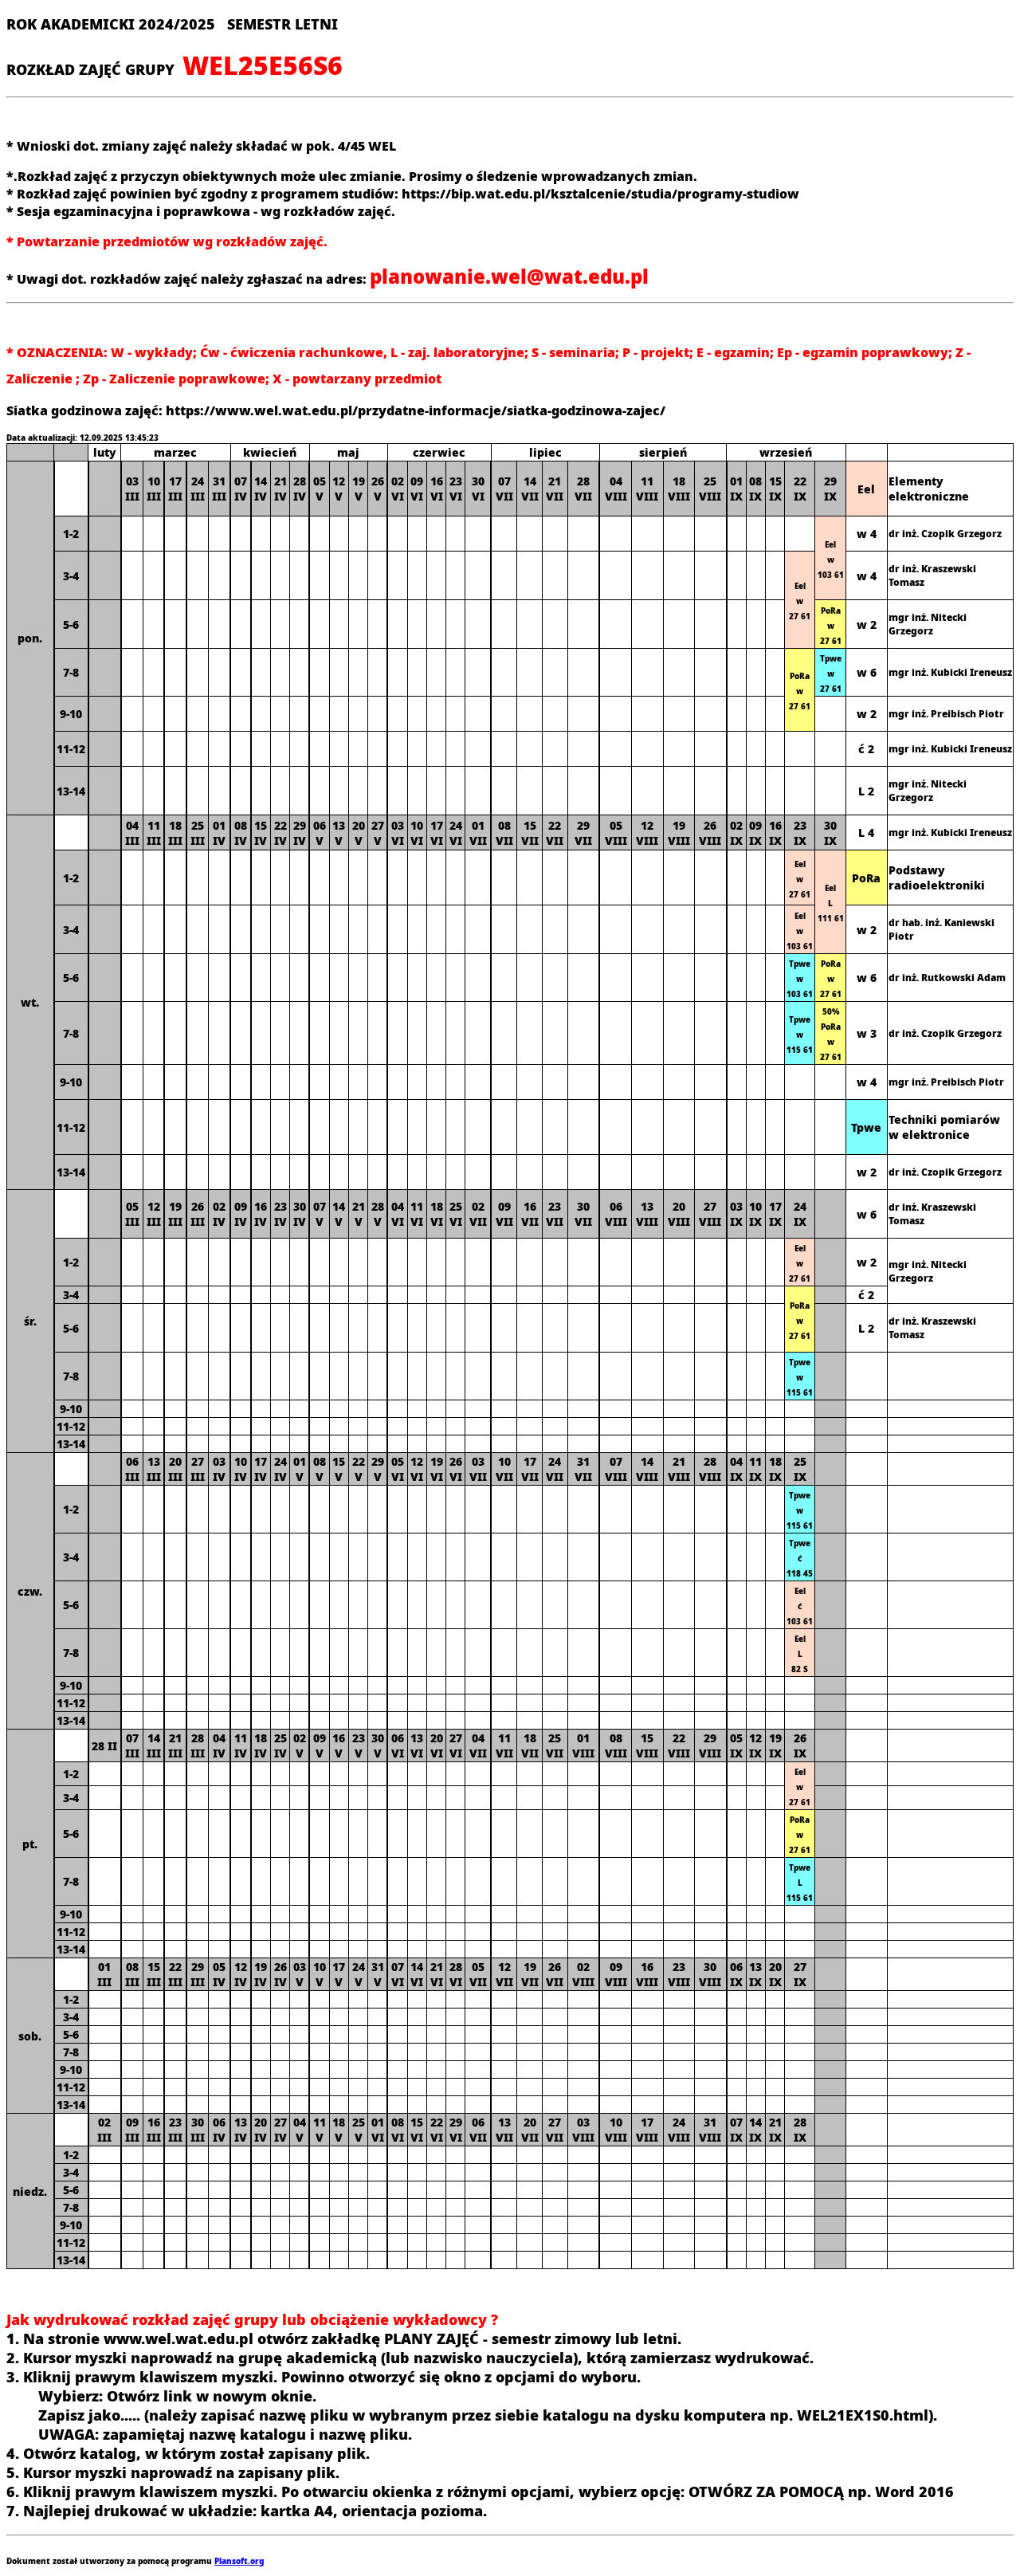 ROK AKADEMICKI 2024/2025 SEMESTR LETNI
ROZKŁAD ZAJĘĆ GRUPY WEL25E56S6
* Wnioski dot. zmiany zajęć należy składać w pok. 4/45 WEL
*.Rozkład zajęć z przyczyn obiektywnych może ulec zmianie. Prosimy o śledzenie wprowadzanych zmian.
* Rozkład zajęć powinien być zgodny z programem studiów: https://bip.wat.edu.pl/ksztalcenie/studia/programy-studiow
* Sesja egzaminacyjna i poprawkowa - wg rozkładów zajęć.
* Powtarzanie przedmiotów wg rozkładów zajęć.
* Uwagi dot. rozkładów zajęć należy zgłaszać na adres: planowanie.wel@wat.edu.pl
* OZNACZENIA: W - wykłady; Ćw - ćwiczenia rachunkowe, L - zaj. laboratoryjne; S - seminaria; P - projekt; E - egzamin; Ep - egzamin poprawkowy; Z -
Zaliczenie ; Zp - Zaliczenie poprawkowe; X - powtarzany przedmiot
Siatka godzinowa zajęć: https://www.wel.wat.edu.pl/przydatne-informacje/siatka-godzinowa-zajec/
Data aktualizacji: 12.09.2025 13:45:23
luty marzec kwiecień maj czerwiec lipiec sierpień wrzesień
pon.
03 10 17 24 31 07 14 21 28 05 12 19 26 02 09 16 23 30 07 14 21 28 04 11 18 25 01 08 15 22 29
III III III III III IV IV IV IV V V V V VI VI VI VI VI VII VII VII VII VIII VIII VIII VIII IX IX IX IX IX
Eel Elementy elektroniczne
1-2 Eel w 103 61 w 4 dr inż. Czopik Grzegorz
3-4 Eel w 27 61 w 4 dr inż. Kraszewski Tomasz
5-6 PoRa w 27 61 w 2 mgr inż. Nitecki Grzegorz
7-8 PoRa w 27 61 Tpwe w 27 61 w 6 mgr inż. Kubicki Ireneusz
9-10 w 2 mgr inż. Preibisch Piotr
11-12 ć 2 mgr inż. Kubicki Ireneusz
13-14 L 2 mgr inż. Nitecki Grzegorz
wt.
04 11 18 25 01 08 15 22 29 06 13 20 27 03 10 17 24 01 08 15 22 29 05 12 19 26 02 09 16 23 30
III III III III IV IV IV IV IV V V V V VI VI VI VI VII VII VII VII VII VIII VIII VIII VIII IX IX IX IX IX
L 4 mgr inż. Kubicki Ireneusz
1-2 Eel w 27 61 Eel L 111 61 PoRa Podstawy radioelektroniki
3-4 Eel w 103 61 w 2 dr hab. inż. Kaniewski Piotr
5-6 Tpwe w 103 61 PoRa w 27 61 w 6 dr inż. Rutkowski Adam
7-8 Tpwe w 115 61 50% PoRa w 27 61 w 3 dr inż. Czopik Grzegorz
9-10 w 4 mgr inż. Preibisch Piotr
11-12 Tpwe Techniki pomiarów w elektronice
13-14 w 2 dr inż. Czopik Grzegorz
śr.
05 12 19 26 02 09 16 23 30 07 14 21 28 04 11 18 25 02 09 16 23 30 06 13 20 27 03 10 17 24
III III III III IV IV IV IV IV V V V V VI VI VI VI VII VII VII VII VII VIII VIII VIII VIII IX IX IX IX
w 6 dr inż. Kraszewski Tomasz
1-2 Eel w 27 61 w 2 mgr inż. Nitecki Grzegorz
3-4 PoRa w 27 61 ć 2
5-6 L 2 dr inż. Kraszewski Tomasz
7-8 Tpwe w 115 61
9-10
11-12
13-14
czw.
06 13 20 27 03 10 17 24 01 08 15 22 29 05 12 19 26 03 10 17 24 31 07 14 21 28 04 11 18 25
III III III III IV IV IV IV V V V V V VI VI VI VI VII VII VII VII VII VIII VIII VIII VIII IX IX IX IX
1-2 Tpwe w 115 61
3-4 Tpwe ć 118 45
5-6 Eel ć 103 61
7-8 Eel L 82 S
9-10
11-12
13-14
pt.
28 II 07 14 21 28 04 11 18 25 02 09 16 23 30 06 13 20 27 04 11 18 25 01 08 15 22 29 05 12 19 26
III III III III IV IV IV IV V V V V V VI VI VI VI VII VII VII VII VIII VIII VIII VIII VIII IX IX IX IX
1-2 Eel w 27 61
3-4
5-6 PoRa w 27 61
7-8 Tpwe L 115 61
9-10
11-12
13-14
sob.
01 08 15 22 29 05 12 19 26 03 10 17 24 31 07 14 21 28 05 12 19 26 02 09 16 23 30 06 13 20 27
III III III III III IV IV IV IV V V V V V VI VI VI VI VII VII VII VII VIII VIII VIII VIII VIII IX IX IX IX
1-2
3-4
5-6
7-8
9-10
11-12
13-14
niedz.
02 09 16 23 30 06 13 20 27 04 11 18 25 01 08 15 22 29 06 13 20 27 03 10 17 24 31 07 14 21 28
III III III III III IV IV IV IV V V V V VI VI VI VI VI VII VII VII VII VIII VIII VIII VIII VIII IX IX IX IX
1-2
3-4
5-6
7-8
9-10
11-12
13-14
Jak wydrukować rozkład zajęć grupy lub obciążenie wykładowcy ?
1. Na stronie www.wel.wat.edu.pl otwórz zakładkę PLANY ZAJĘĆ - semestr zimowy lub letni.
2. Kursor myszki naprowadź na grupę akademicką (lub nazwisko nauczyciela), którą zamierzasz wydrukować.
3. Kliknij prawym klawiszem myszki. Powinno otworzyć się okno z opcjami do wyboru.
Wybierz: Otwórz link w nowym oknie.
Zapisz jako..... (należy zapisać nazwę pliku w wybranym przez siebie katalogu na dysku komputera np. WEL21EX1S0.html).
UWAGA: zapamiętaj nazwę katalogu i nazwę pliku.
4. Otwórz katalog, w którym został zapisany plik.
5. Kursor myszki naprowadź na zapisany plik.
6. Kliknij prawym klawiszem myszki. Po otwarciu okienka z różnymi opcjami, wybierz opcję: OTWÓRZ ZA POMOCĄ np. Word 2016
7. Najlepiej drukować w układzie: kartka A4, orientacja pozioma.
Dokument został utworzony za pomocą programu Plansoft.org